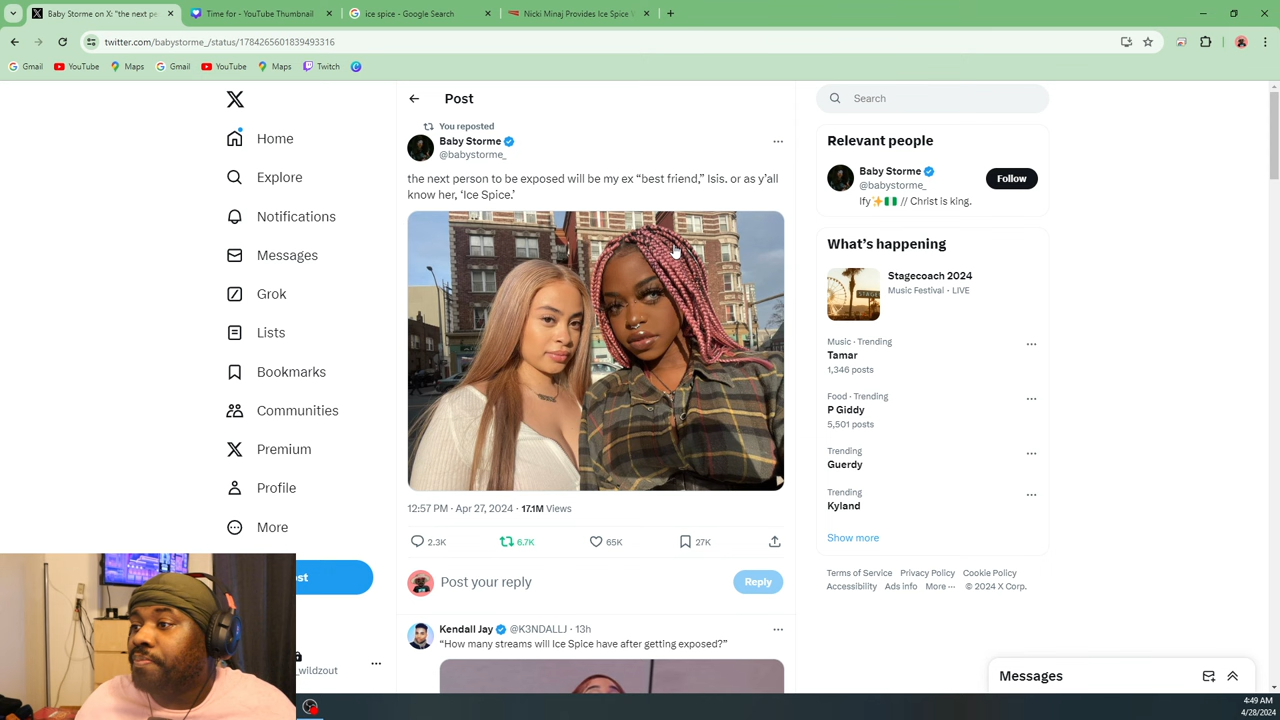 Baby Storme on X: "the next pe
Time for - YouTube Thumbnail
ice spice - Google Search
Nicki Minaj Provides Ice Spice V
twitter.com/babystorme_/status/1784265601839493316
Gmail
YouTube
Maps
Gmail
YouTube
Maps
Twitch
Home
Explore
Notifications
Messages
Grok
Lists
Bookmarks
Communities
Premium
Profile
More
ost
_wildzout
Post
You reposted
Baby Storme
@babystorme_
the next person to be exposed will be my ex “best friend,” Isis. or as y’all
know her, ‘Ice Spice.’
12:57 PM · Apr 27, 2024 · 17.1M Views
2.3K 6.7K 65K 27K
Post your reply
Reply
Kendall Jay @K3NDALLJ · 13h
“How many streams will Ice Spice have after getting exposed?”
Search
Relevant people
Baby Storme
@babystorme_
Follow
Ify✨🇳🇬 // Christ is king.
What’s happening
Stagecoach 2024
Music Festival · LIVE
Music · Trending
Tamar
1,346 posts
Food · Trending
P Giddy
5,501 posts
Trending
Guerdy
Trending
Kyland
Show more
Terms of Service Privacy Policy Cookie Policy
Accessibility Ads info More ··· © 2024 X Corp.
Messages
4:49 AM
4/28/2024